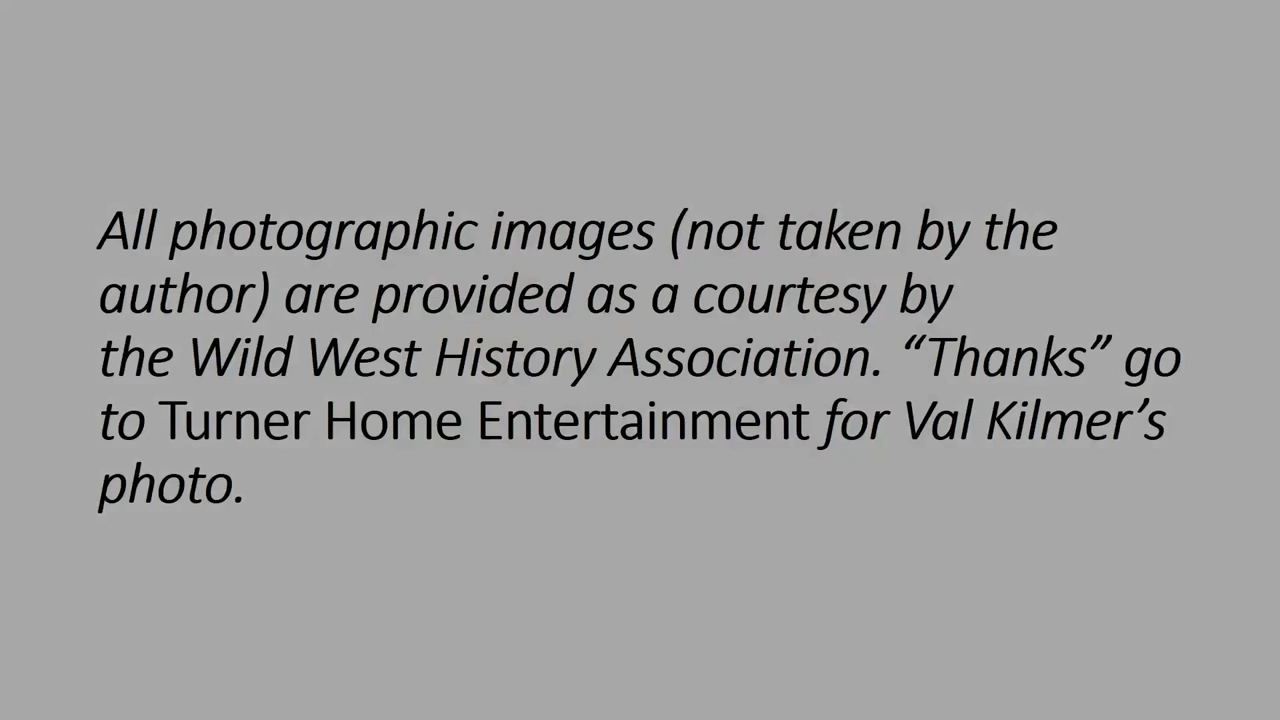 All photographic images (not taken by the
author) are provided as a courtesy by
the Wild West History Association. “Thanks” go
to Turner Home Entertainment for Val Kilmer’s
photo.